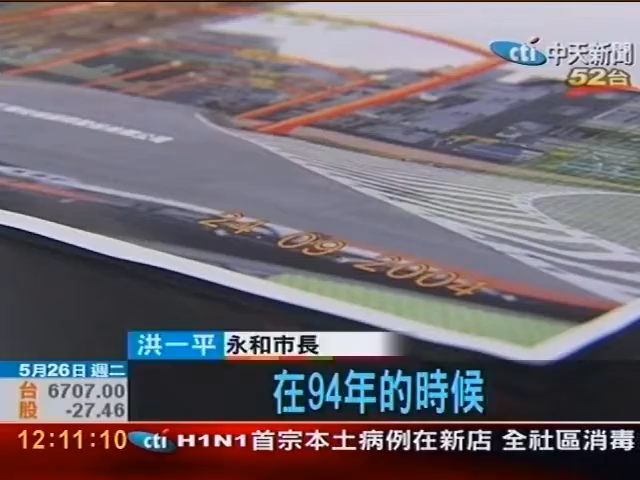 cti 中天新聞
52台
24 09 2004
洪一平 永和市長
5月26日 週二
在94年的時候
台股 6707.00
-27.46
12:11:10 cti H1N1首宗本土病例在新店 全社區消毒